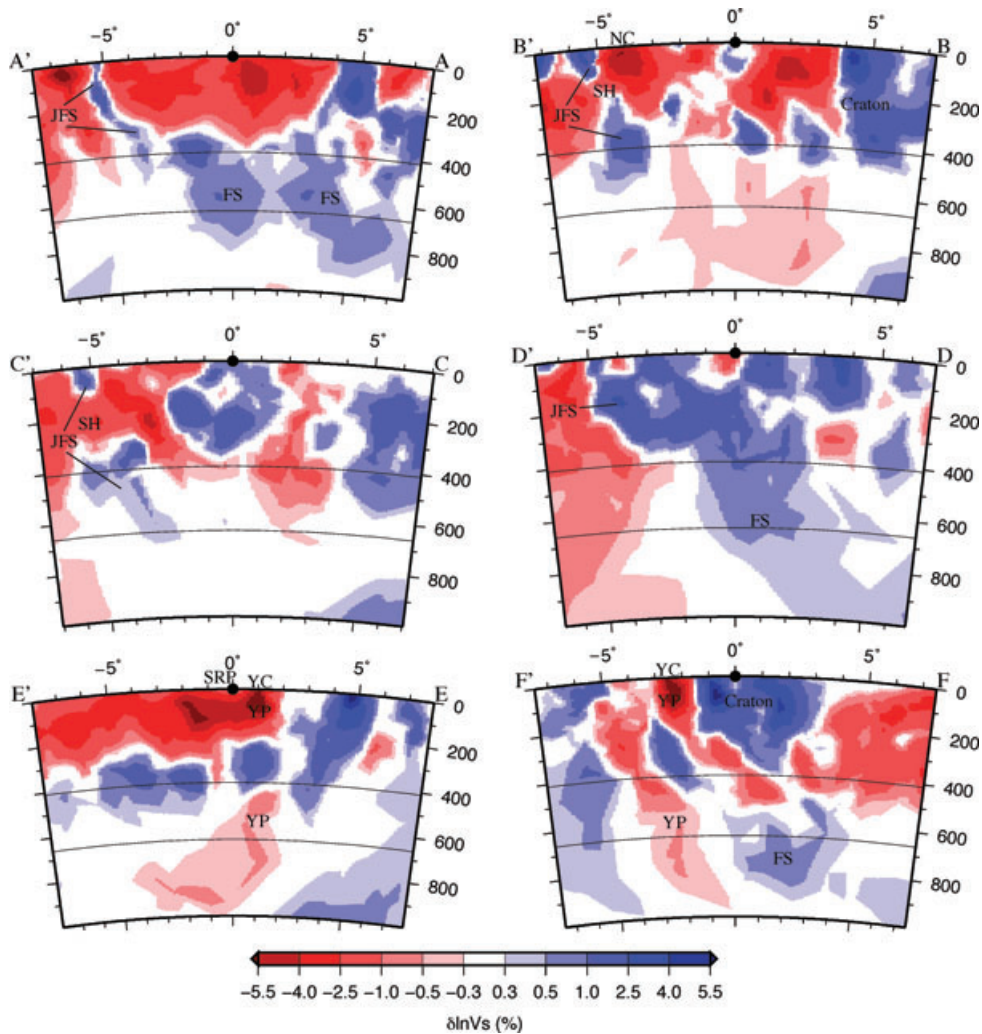 −5° 0° 5°
A' A
JFS
FS FS
0
200
400
600
800
−5° NC 0° 5°
B' B
SH
JFS
Craton
0
200
400
600
800
−5° 0° 5°
C' C
SH
JFS
0
200
400
600
800
−5° 0° 5°
D' D
JFS
FS
0
200
400
600
800
−5° 0° 5°
SRP YC
E' E
YP
YP
0
200
400
600
800
−5° 0° 5°
YC
F' F
YP Craton
YP
FS
0
200
400
600
800
−5.5 −4.0 −2.5 −1.0 −0.5 −0.3 0.3 0.5 1.0 2.5 4.0 5.5
δlnVs (%)